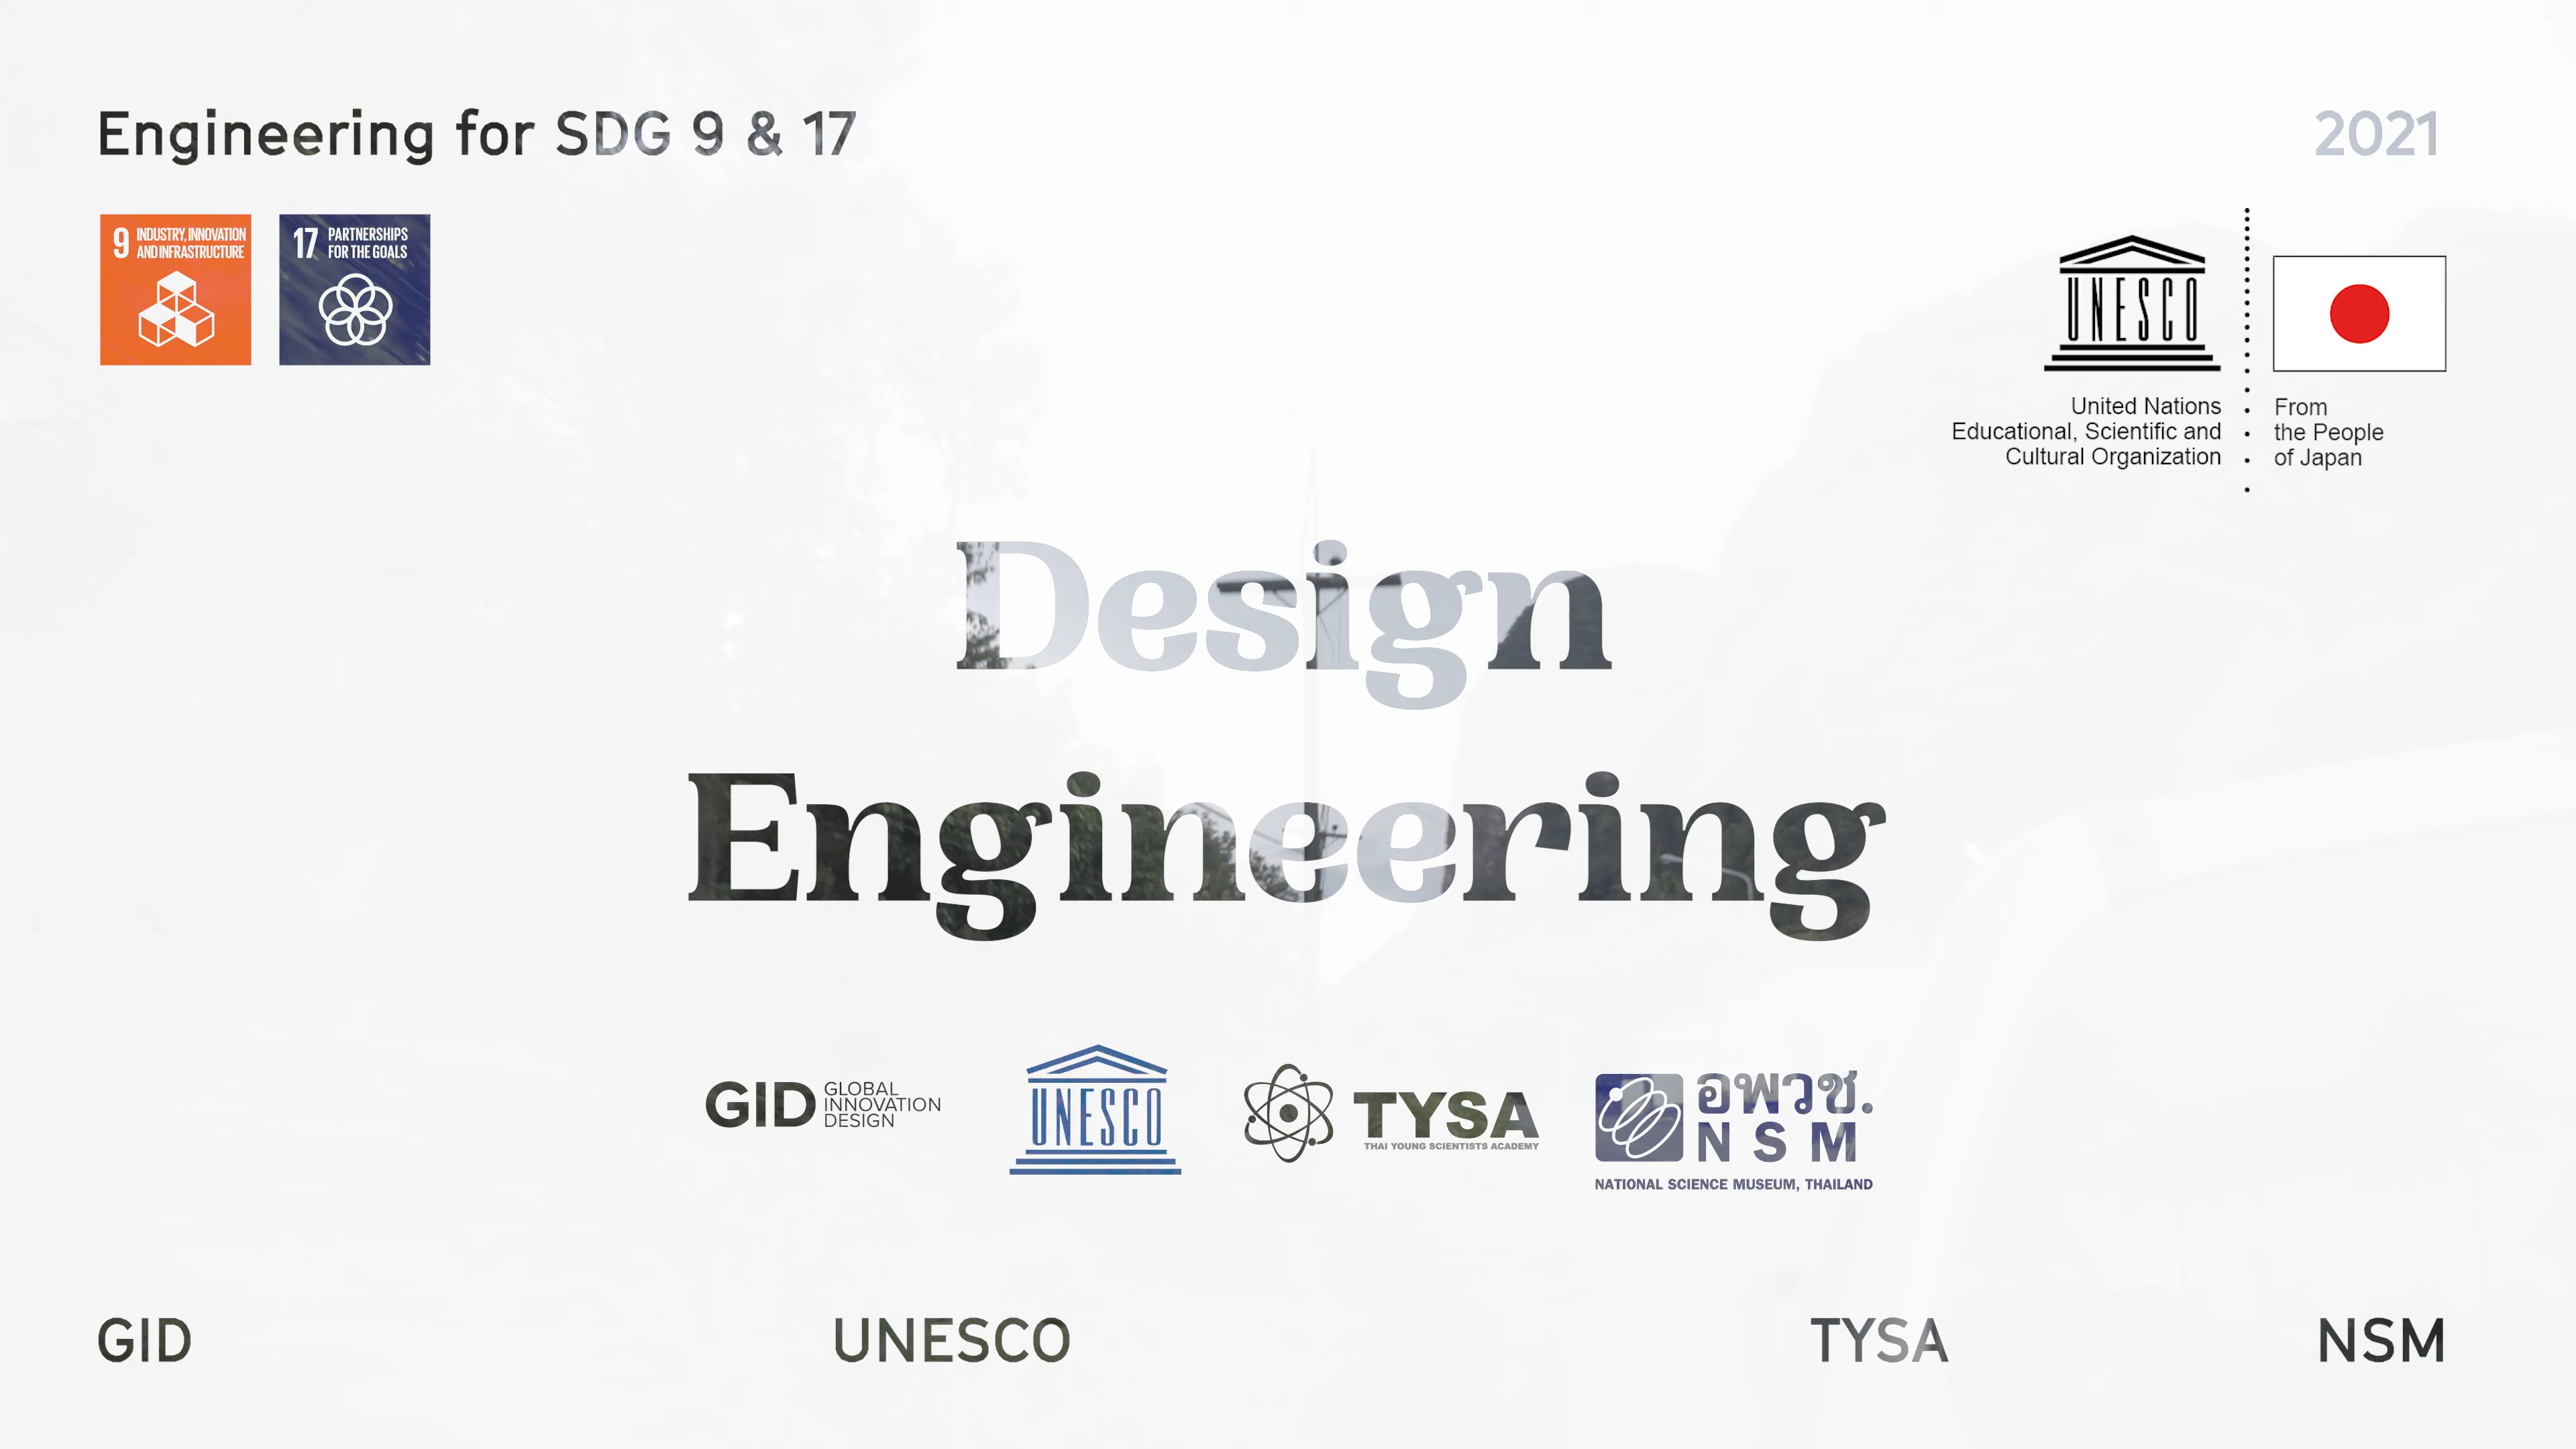 Engineering for SDG 9 & 17
2021
9 INDUSTRY, INNOVATION
AND INFRASTRUCTURE
17 PARTNERSHIPS
FOR THE GOALS
UNESCO
United Nations
Educational, Scientific and
Cultural Organization
From
the People
of Japan
Design
Engineering
GID
GLOBAL
INNOVATION
DESIGN
UNESCO
TYSA
THAI YOUNG SCIENTISTS ACADEMY
อพวช.
NSM
NATIONAL SCIENCE MUSEUM, THAILAND
GID
UNESCO
TYSA
NSM